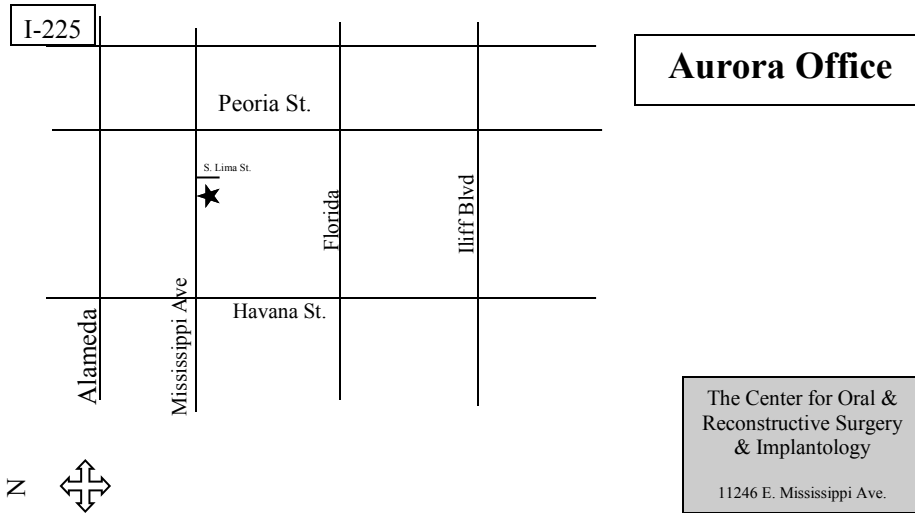 I-225
Aurora Office
Peoria St.
S. Lima St.
Florida
Iliff Blvd
Mississippi Ave
Havana St.
Alameda
The Center for Oral &
Reconstructive Surgery
& Implantology
11246 E. Mississippi Ave.
N